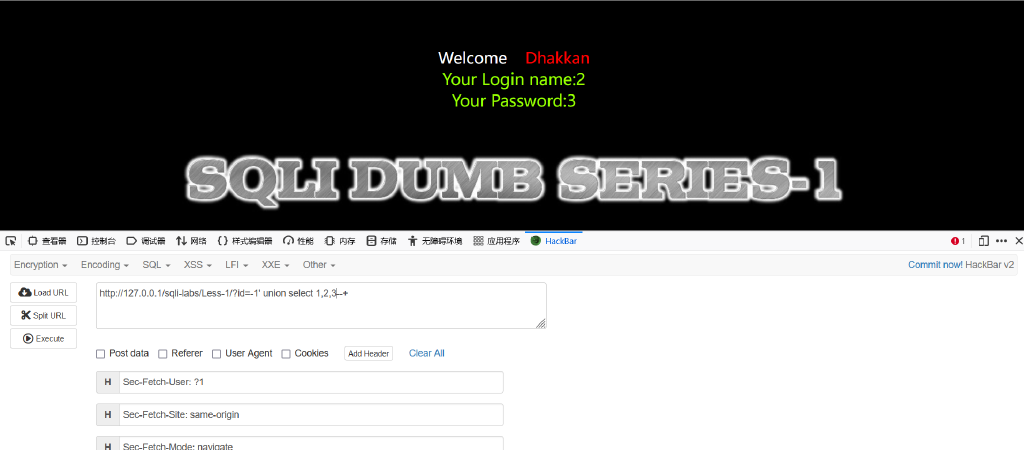 Welcome Dhakkan
Your Login name:2
Your Password:3
SQLI DUMB SERIES-1
查看器 控制台 调试器 网络 样式编辑器 性能 内存 存储 无障碍环境 应用程序 HackBar 1
Encryption Encoding SQL XSS LFI XXE Other Commit now! HackBar v2
Load URL http://127.0.0.1/sqli-labs/Less-1/?id=-1' union select 1,2,3--+
Split URL
Execute
Post data Referer User Agent Cookies Add Header Clear All
H Sec-Fetch-User: ?1
H Sec-Fetch-Site: same-origin
H Sec-Fetch-Mode: navigate